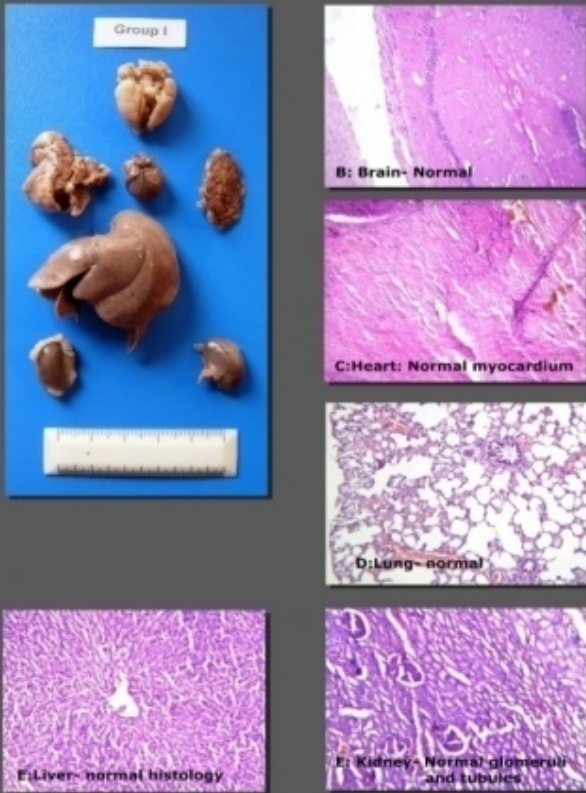 Group I
B: Brain- Normal
C:Heart: Normal myocardium
D:Lung- normal
E:Liver- normal histology
E: Kidney- Normal glomeruli
and tubules